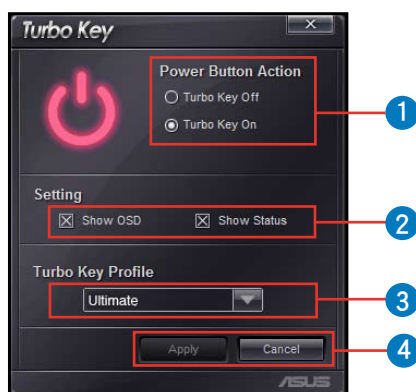 Turbo Key
Power Button Action
Turbo Key Off
Turbo Key On
1
Setting
Show OSD Show Status
2
Turbo Key Profile
Ultimate
3
Apply Cancel
4
ASUS